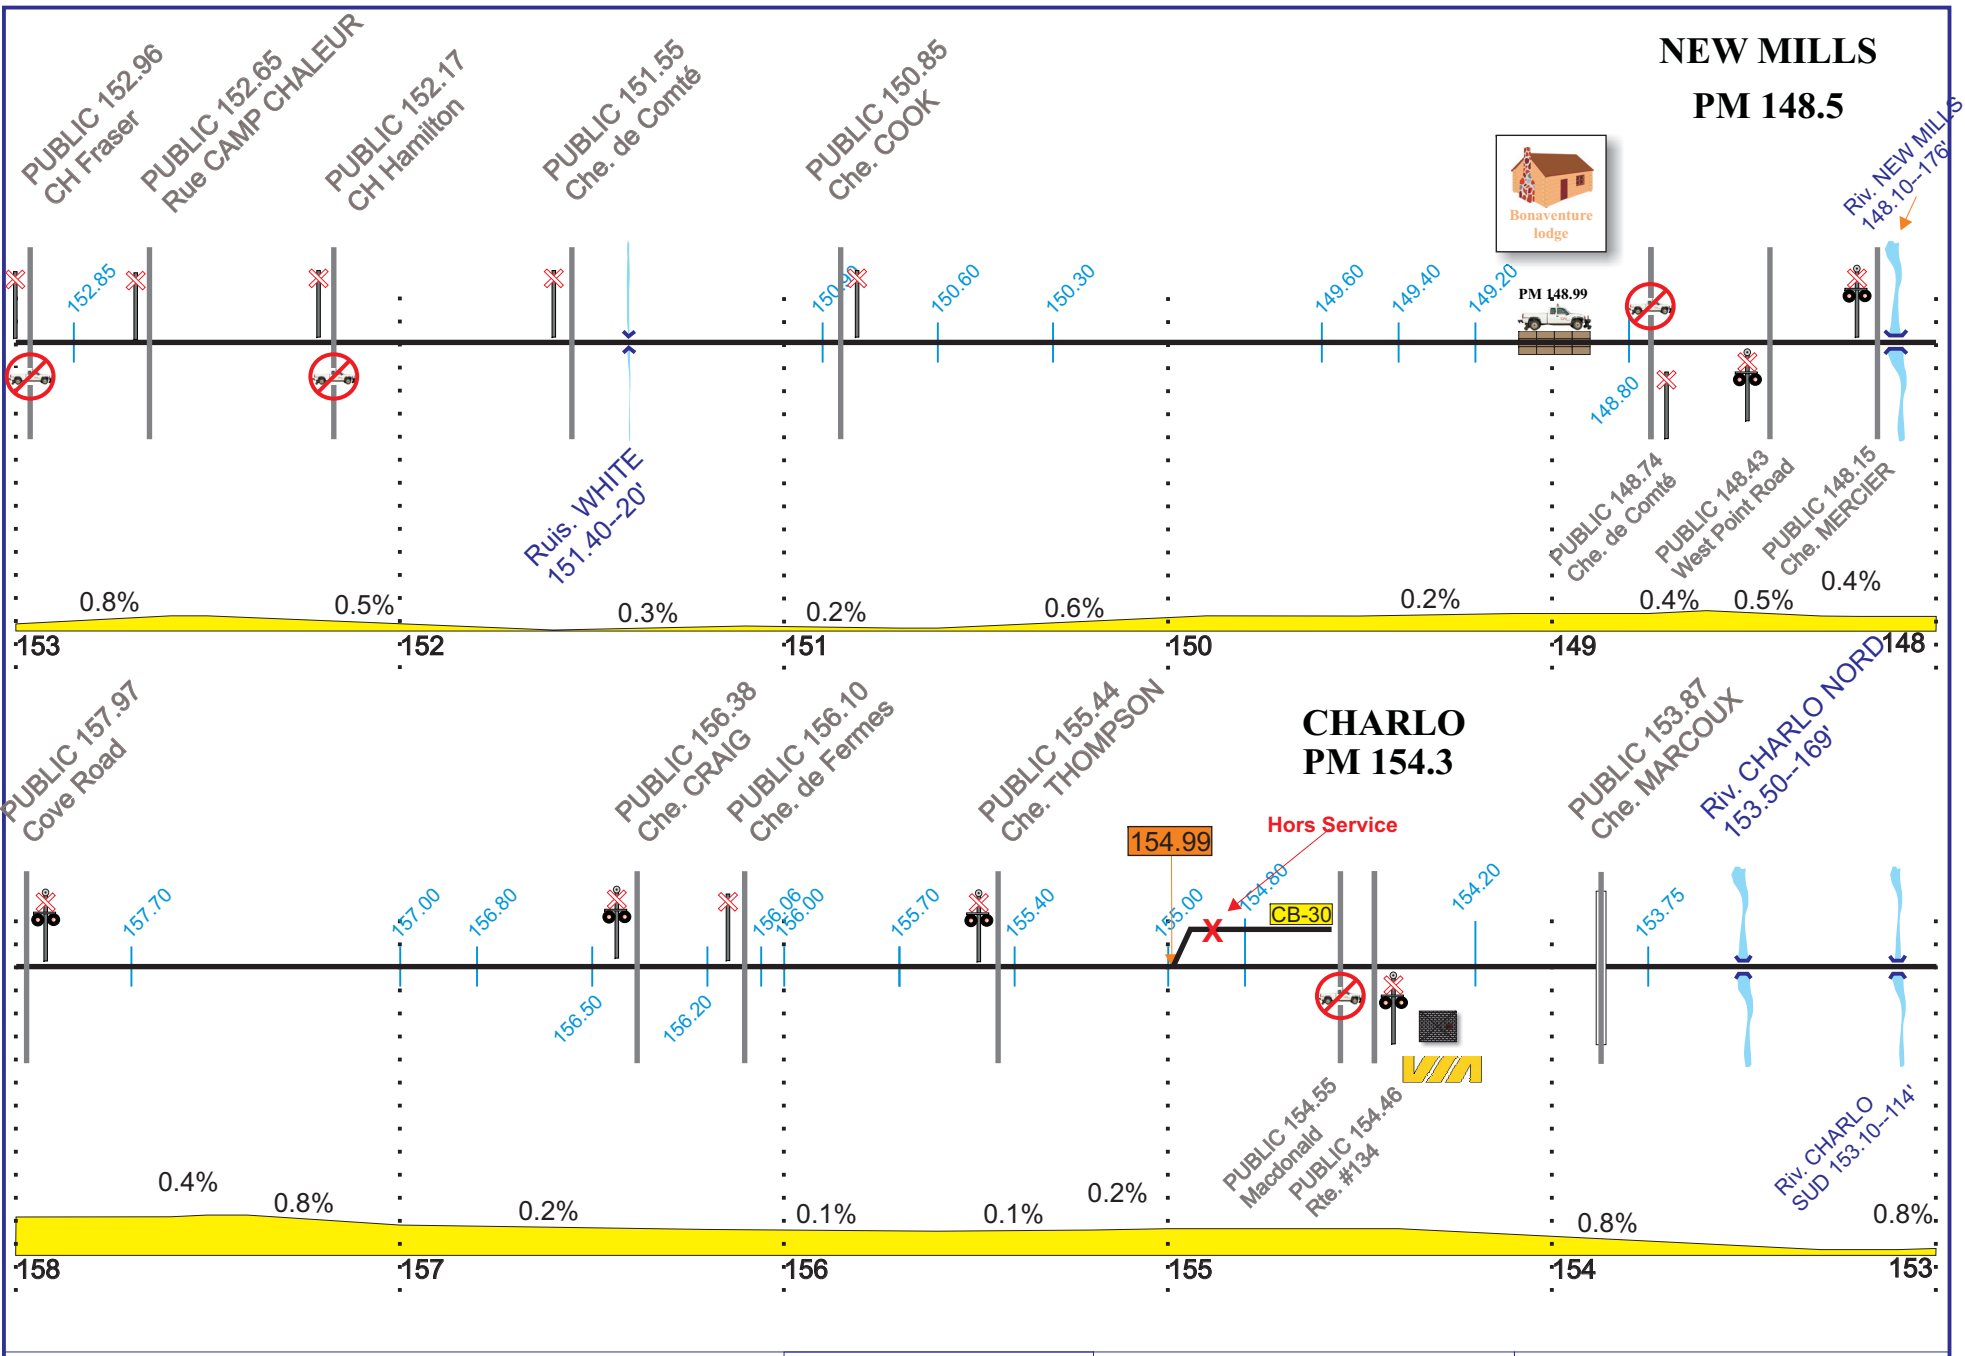 NEW MILLS
PM 148.5
PUBLIC 152.96
CH Fraser
PUBLIC 152.65
Rue CAMP CHALEUR
PUBLIC 152.17
CH Hamilton
PUBLIC 151.55
Che. de Comté
PUBLIC 150.85
Che. COOK
Riv. NEW MILLS
148.10--176'
Bonaventure
lodge
152.85
150.90
150.60
150.30
149.60
149.40
149.20
PM 148.99
148.80
Ruis. WHITE
151.40--20'
PUBLIC 148.74
Che. de Comté
PUBLIC 148.43
West Point Road
PUBLIC 148.15
Che. MERCIER
0.8%
0.5%
0.3%
0.2%
0.6%
0.2%
0.4%
0.5%
0.4%
153
152
151
150
149
148
PUBLIC 157.97
Cove Road
PUBLIC 156.38
Che. CRAIG
PUBLIC 156.10
Che. de Fermes
PUBLIC 155.44
Che. THOMPSON
CHARLO
PM 154.3
PUBLIC 153.87
Che. MARCOUX
Riv. CHARLO NORD
153.50--169'
154.99
Hors Service
CB-30
157.70
157.00
156.80
156.50
156.20
156.06
156.00
155.70
155.40
155.00
154.80
154.20
153.75
VIA
PUBLIC 154.55
Macdonald
PUBLIC 154.46
Rte. #134
Riv. CHARLO
SUD 153.10--114'
0.4%
0.8%
0.2%
0.1%
0.1%
0.2%
0.8%
0.8%
158
157
156
155
154
153